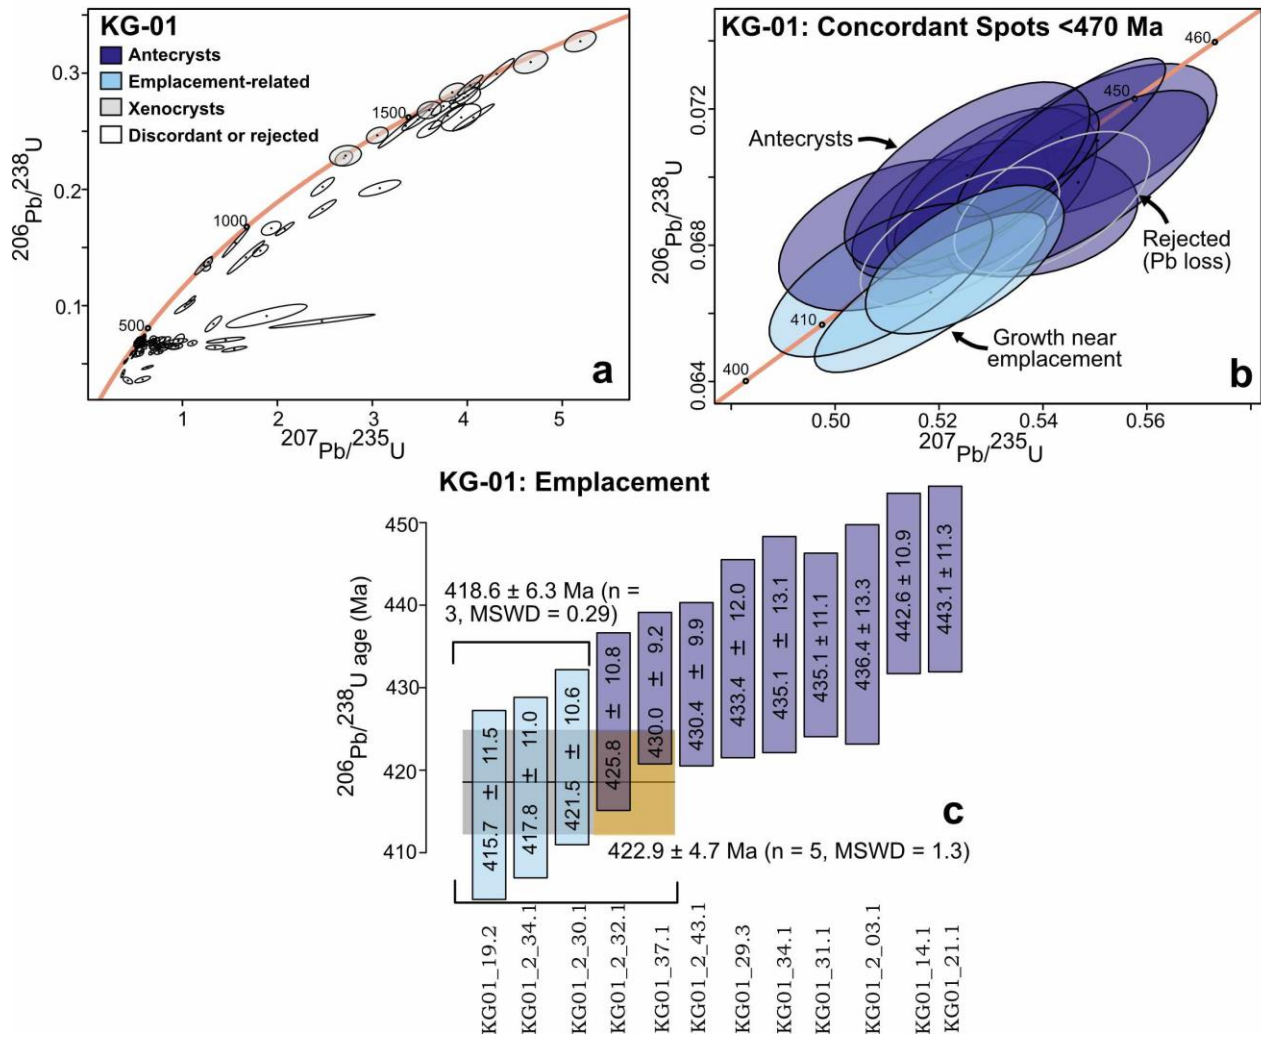 KG-01
Antecrysts
Emplacement-related
Xenocrysts
Discordant or rejected
206Pb/238U
0.3
0.2
0.1
500
1000
1500
1
2
3
4
5
207Pb/235U
a
KG-01: Concordant Spots <470 Ma
206Pb/238U
0.072
0.068
0.064
460
450
410
400
Antecrysts
Rejected
(Pb loss)
Growth near
emplacement
0.50
0.52
0.54
0.56
207Pb/235U
b
KG-01: Emplacement
206Pb/238U age (Ma)
450
440
430
420
410
418.6 ± 6.3 Ma (n =
3, MSWD = 0.29)
415.7 ± 11.5
417.8 ± 11.0
421.5 ± 10.6
425.8 ± 10.8
430.0 ± 9.2
430.4 ± 9.9
433.4 ± 12.0
435.1 ± 13.1
435.1 ± 11.1
436.4 ± 13.3
442.6 ± 10.9
443.1 ± 11.3
c
422.9 ± 4.7 Ma (n = 5, MSWD = 1.3)
KG01_19.2
KG01_2_34.1
KG01_2_30.1
KG01_2_32.1
KG01_37.1
KG01_2_43.1
KG01_29.3
KG01_34.1
KG01_31.1
KG01_2_03.1
KG01_14.1
KG01_21.1